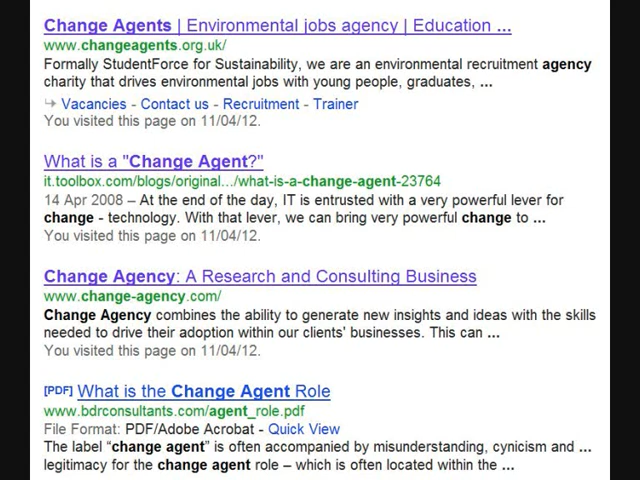 Change Agents | Environmental jobs agency | Education ...
www.changeagents.org.uk/
Formally StudentForce for Sustainability, we are an environmental recruitment agency
charity that drives environmental jobs with young people, graduates, ...
Vacancies - Contact us - Recruitment - Trainer
You visited this page on 11/04/12.
What is a "Change Agent?"
it.toolbox.com/blogs/original.../what-is-a-change-agent-23764
14 Apr 2008 – At the end of the day, IT is entrusted with a very powerful lever for
change - technology. With that lever, we can bring very powerful change to ...
You visited this page on 11/04/12.
Change Agency: A Research and Consulting Business
www.change-agency.com/
Change Agency combines the ability to generate new insights and ideas with the skills
needed to drive their adoption within our clients' businesses. This can ...
You visited this page on 11/04/12.
[PDF] What is the Change Agent Role
www.bdrconsultants.com/agent_role.pdf
File Format: PDF/Adobe Acrobat - Quick View
The label “change agent” is often accompanied by misunderstanding, cynicism and ...
legitimacy for the change agent role – which is often located within the ...